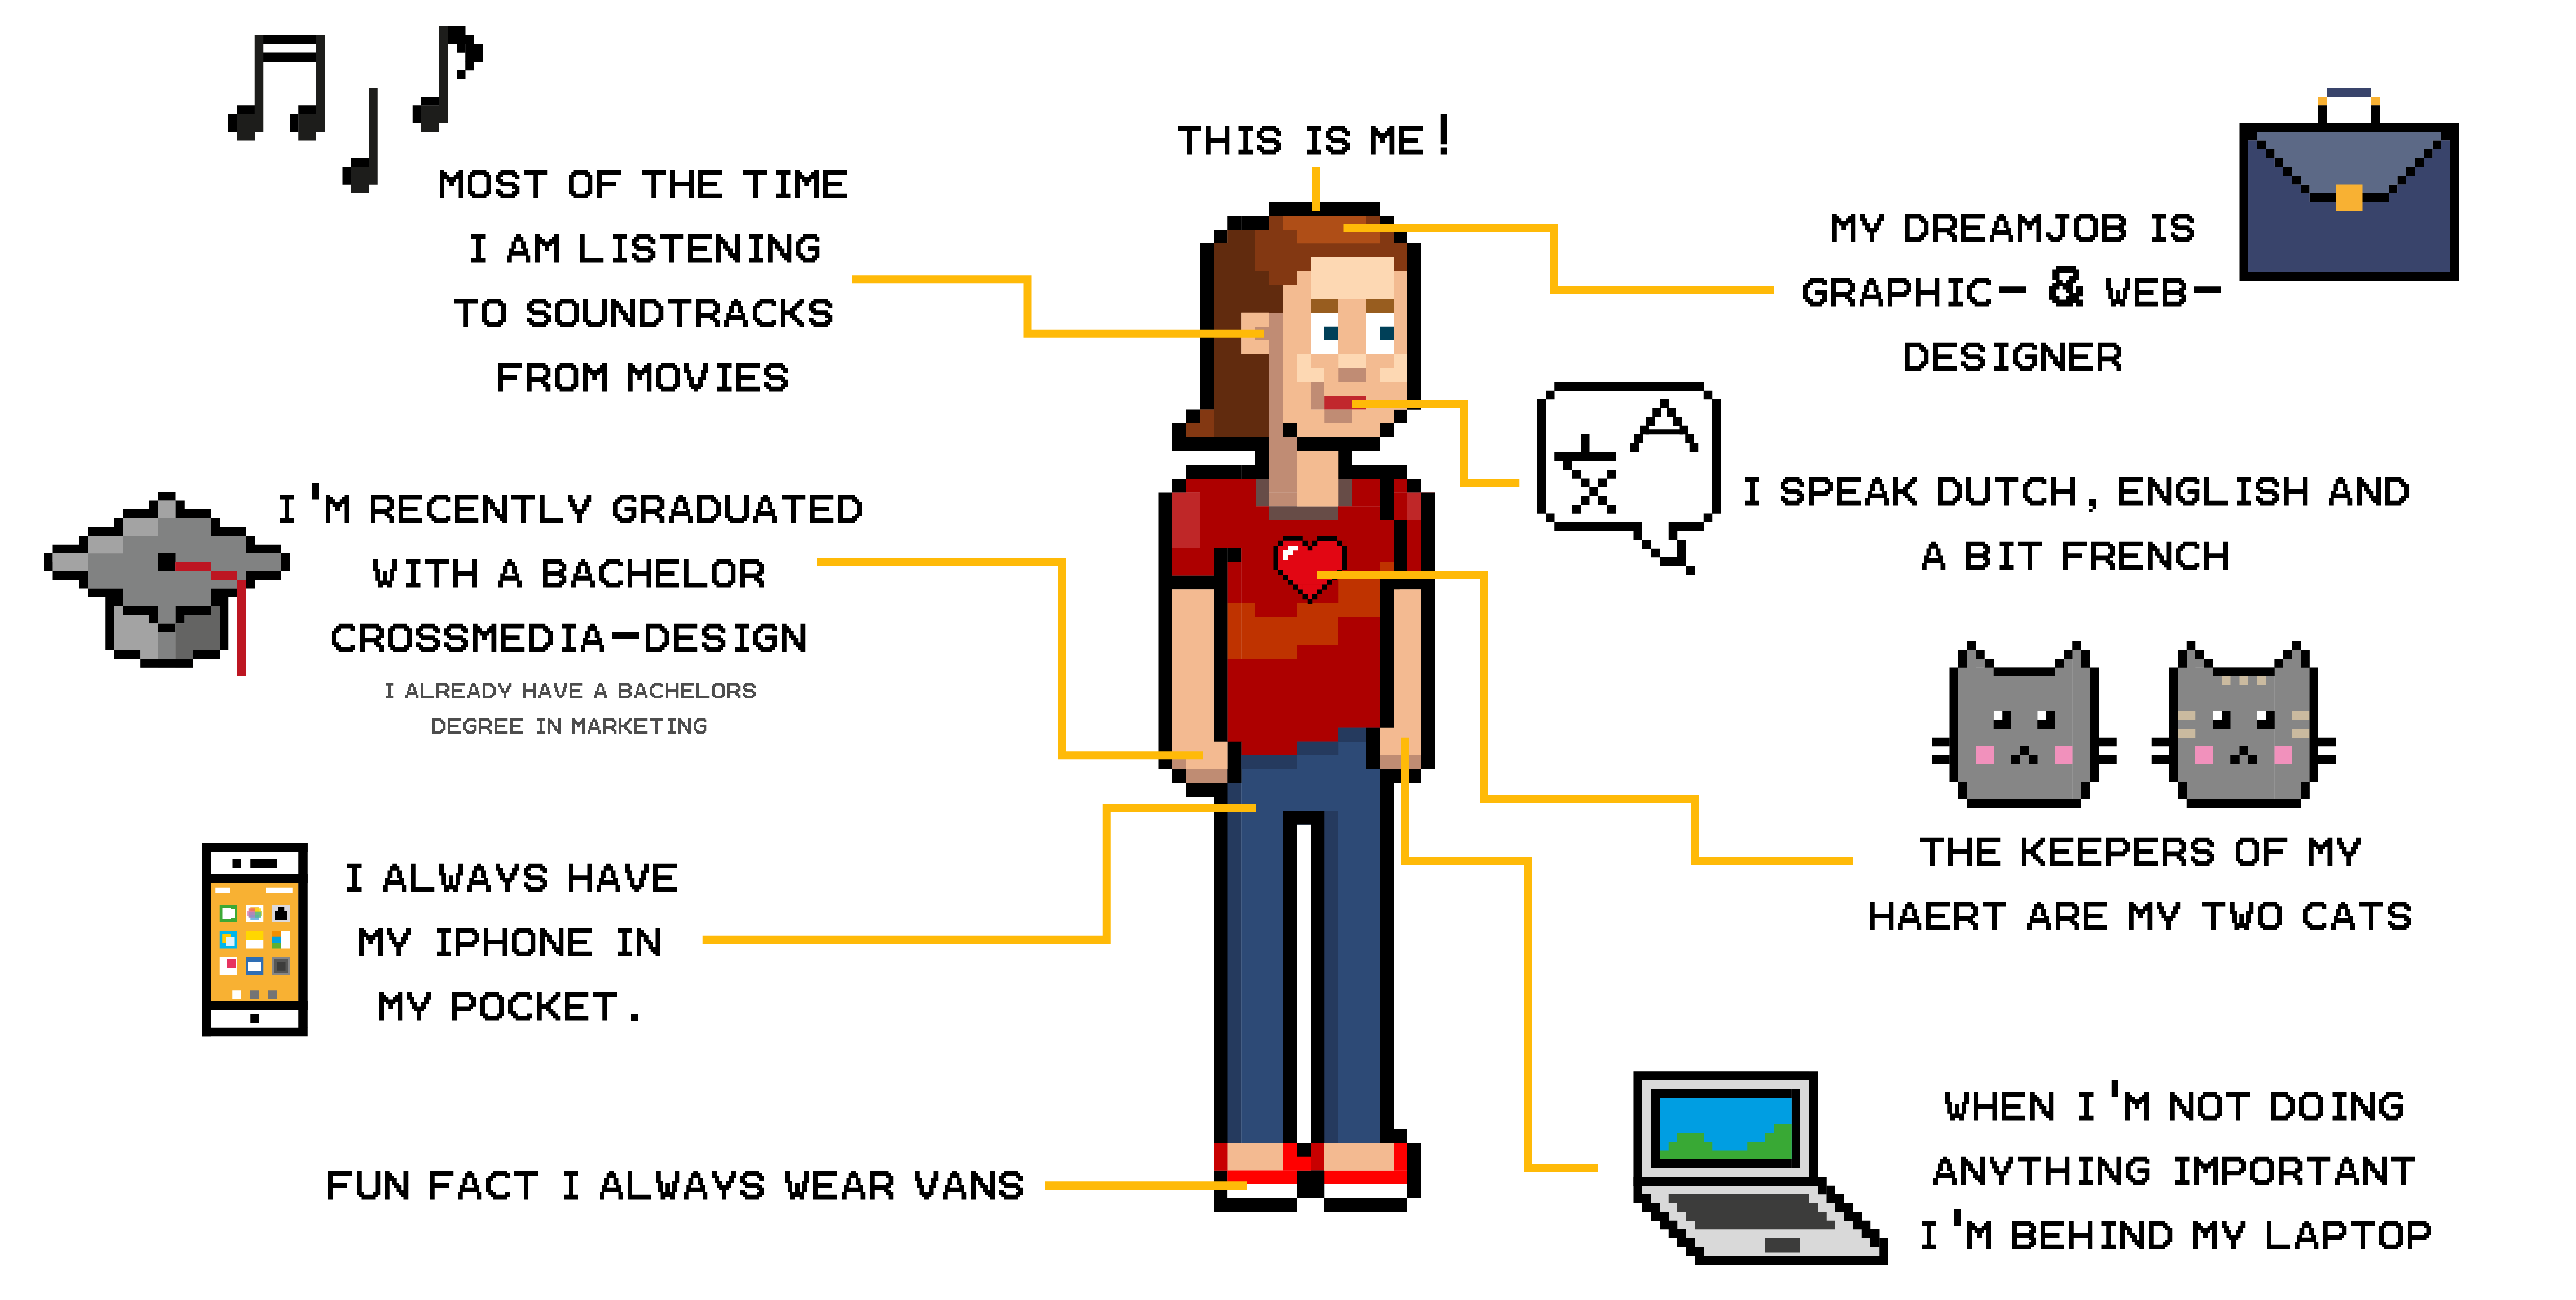 THIS IS ME!
MOST OF THE TIME
I AM LISTENING
TO SOUNDTRACKS
FROM MOVIES
I'M RECENTLY GRADUATED
WITH A BACHELOR
CROSSMEDIA-DESIGN
I ALREADY HAVE A BACHELORS
DEGREE IN MARKETING
I ALWAYS HAVE
MY IPHONE IN
MY POCKET.
FUN FACT I ALWAYS WEAR VANS
MY DREAMJOB IS
GRAPHIC- & WEB-
DESIGNER
文A
I SPEAK DUTCH, ENGLISH AND
A BIT FRENCH
THE KEEPERS OF MY
HAERT ARE MY TWO CATS
WHEN I'M NOT DOING
ANYTHING IMPORTANT
I'M BEHIND MY LAPTOP